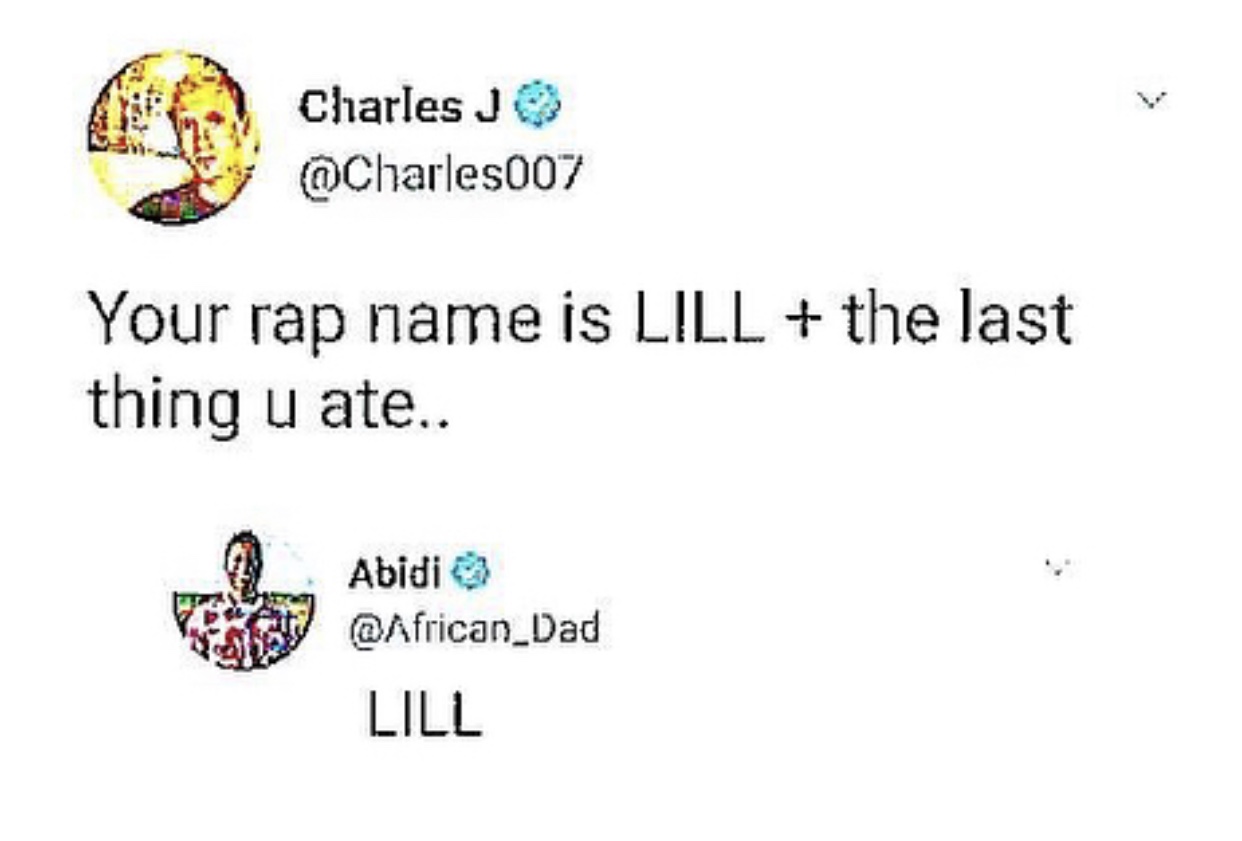 Charles J
@Charles007
Your rap name is LILL + the last
thing u ate..
Abidi
@African_Dad
LILL